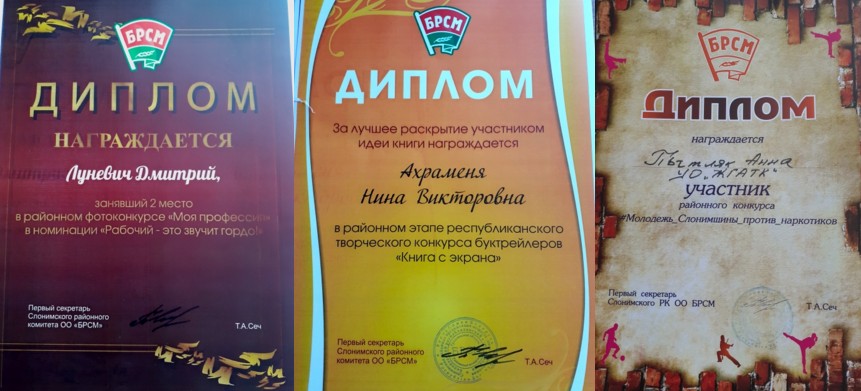 БРСМ
ДИПЛОМ
НАГРАЖДАЕТСЯ
Луневич Дмитрий,
занявший 2 место
в районном фотоконкурсе «Моя профессия»
в номинации «Рабочий - это звучит гордо!»
Первый секретарь
Слонимского районного
комитета ОО «БРСМ»
Т.А.Сеч
БРСМ
ДИПЛОМ
За лучшее раскрытие участником
идеи книги награждается
Ахраменя
Нина Викторовна
в районном этапе республиканского
творческого конкурса буктрейлеров
«Книга с экрана»
Первый секретарь
Слонимского районного
комитета ОО «БРСМ»
Т.А.Сеч
БРСМ
Диплом
награждается
Анна
УО „ЖГАТК"
участник
районного конкурса
#Молодежь_Слонимшины_против_наркотиков
Первый секретарь
Слонимского РК ОО БРСМ
Т.А.Сеч